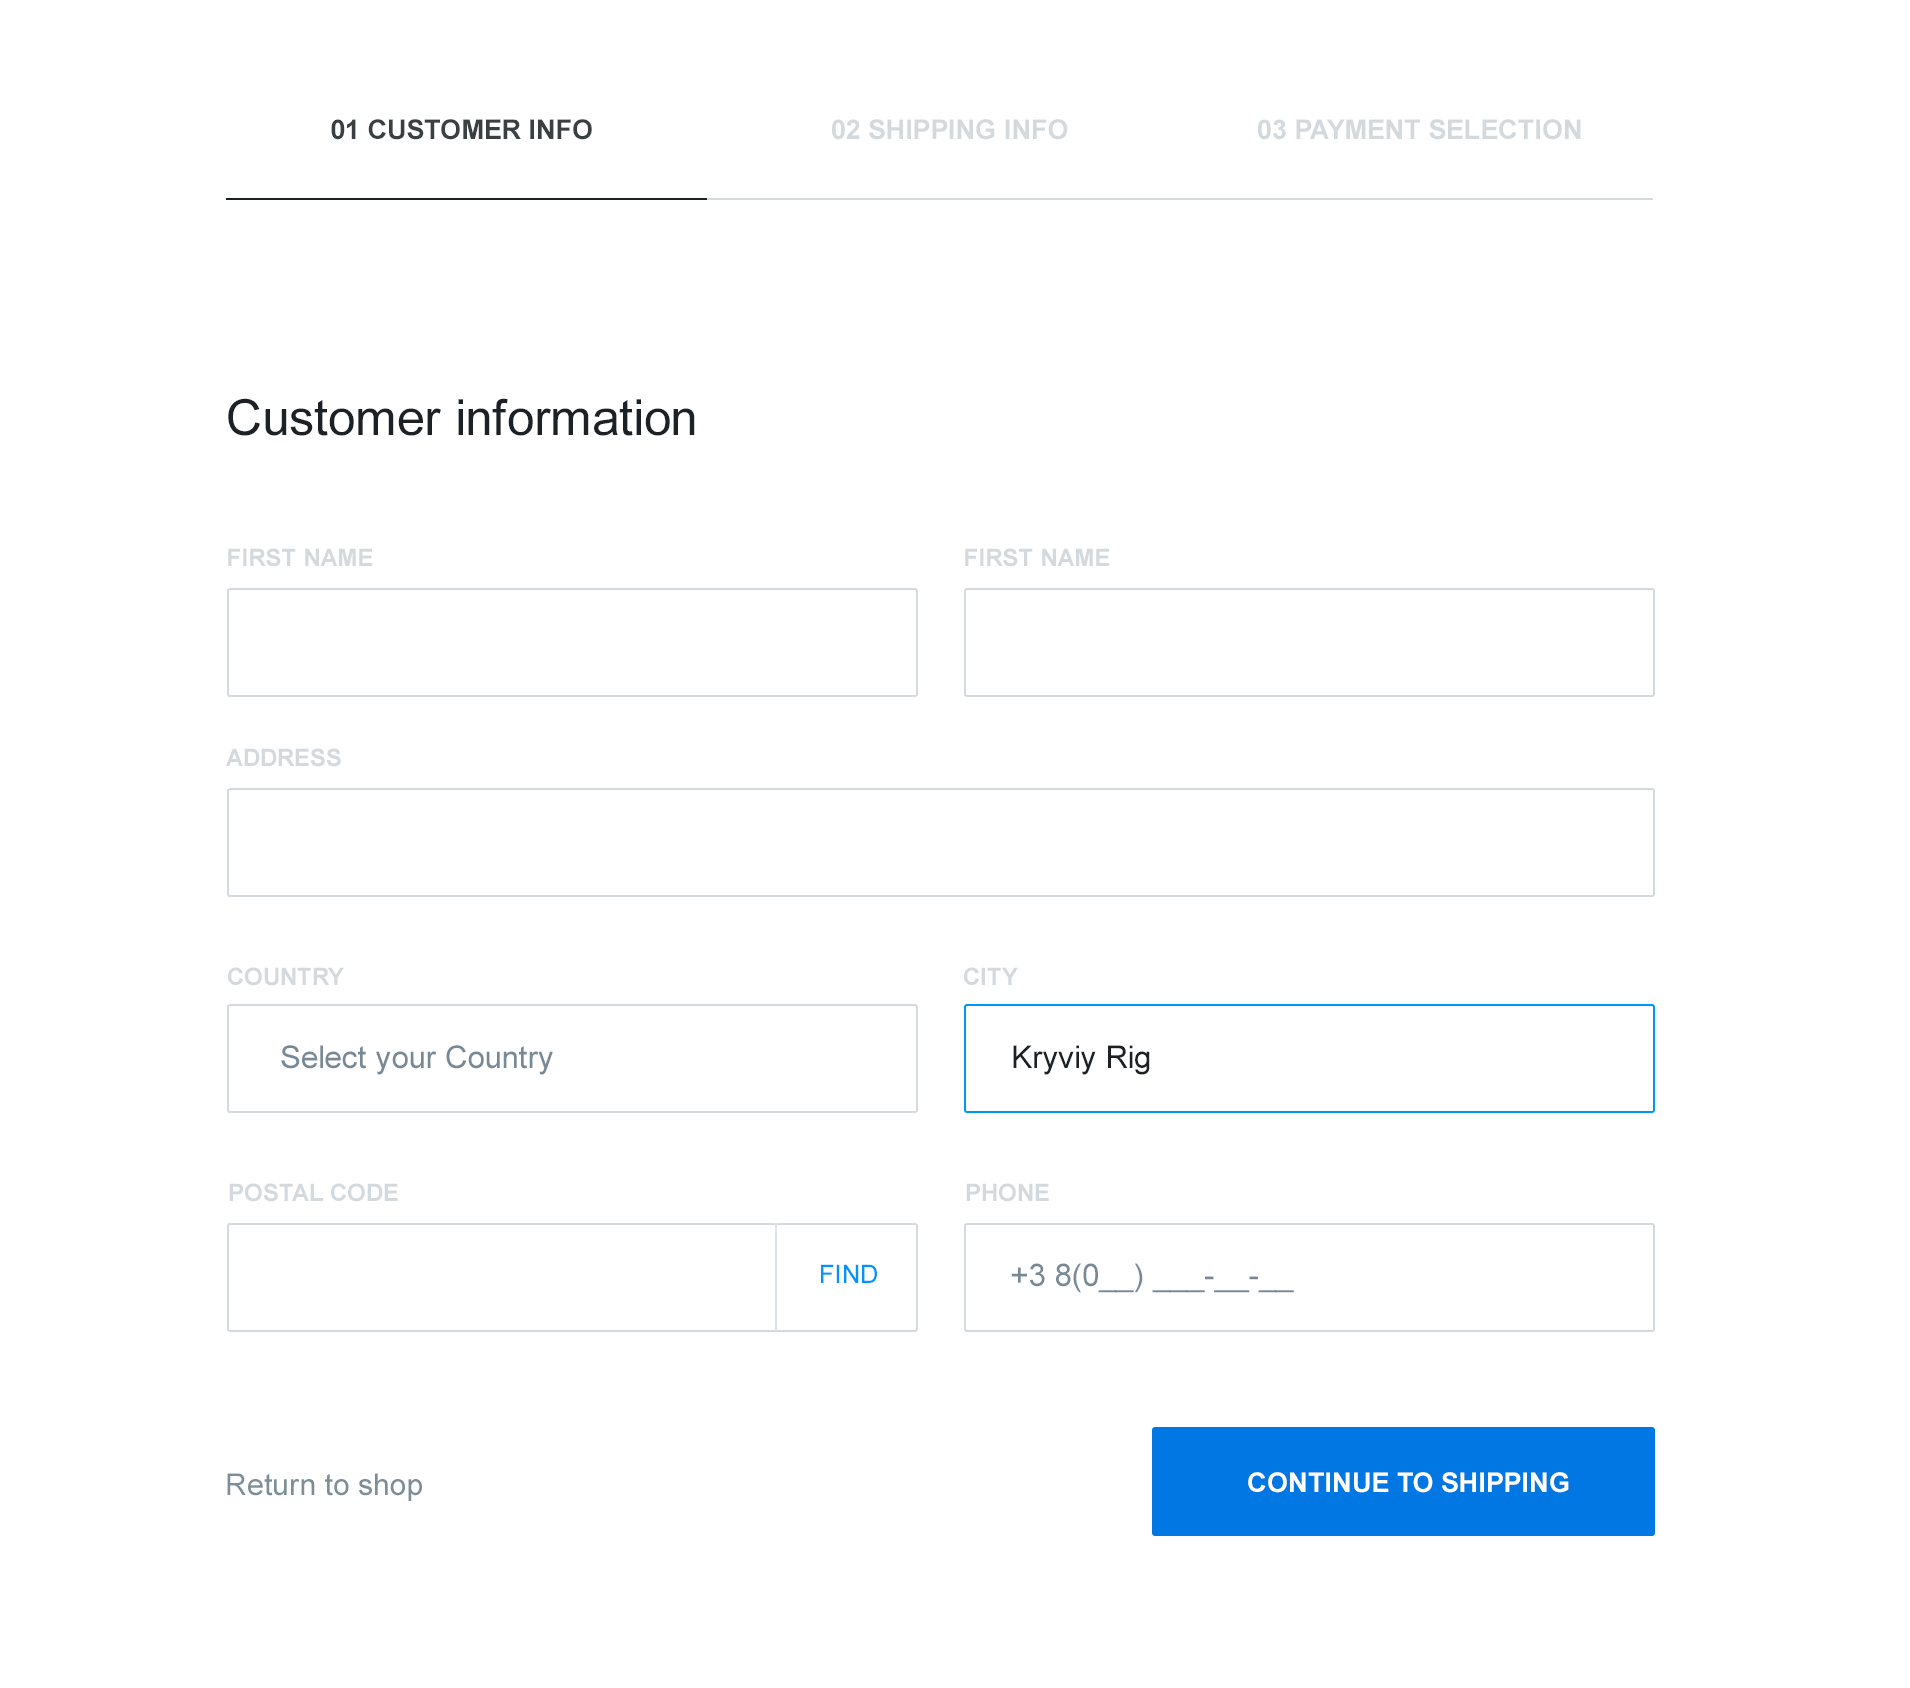 01 CUSTOMER INFO 02 SHIPPING INFO 03 PAYMENT SELECTION
Customer information
FIRST NAME FIRST NAME
ADDRESS
COUNTRY CITY
Select your Country Kryviy Rig
POSTAL CODE PHONE
FIND +3 8(0__) ___-__-__
Return to shop CONTINUE TO SHIPPING